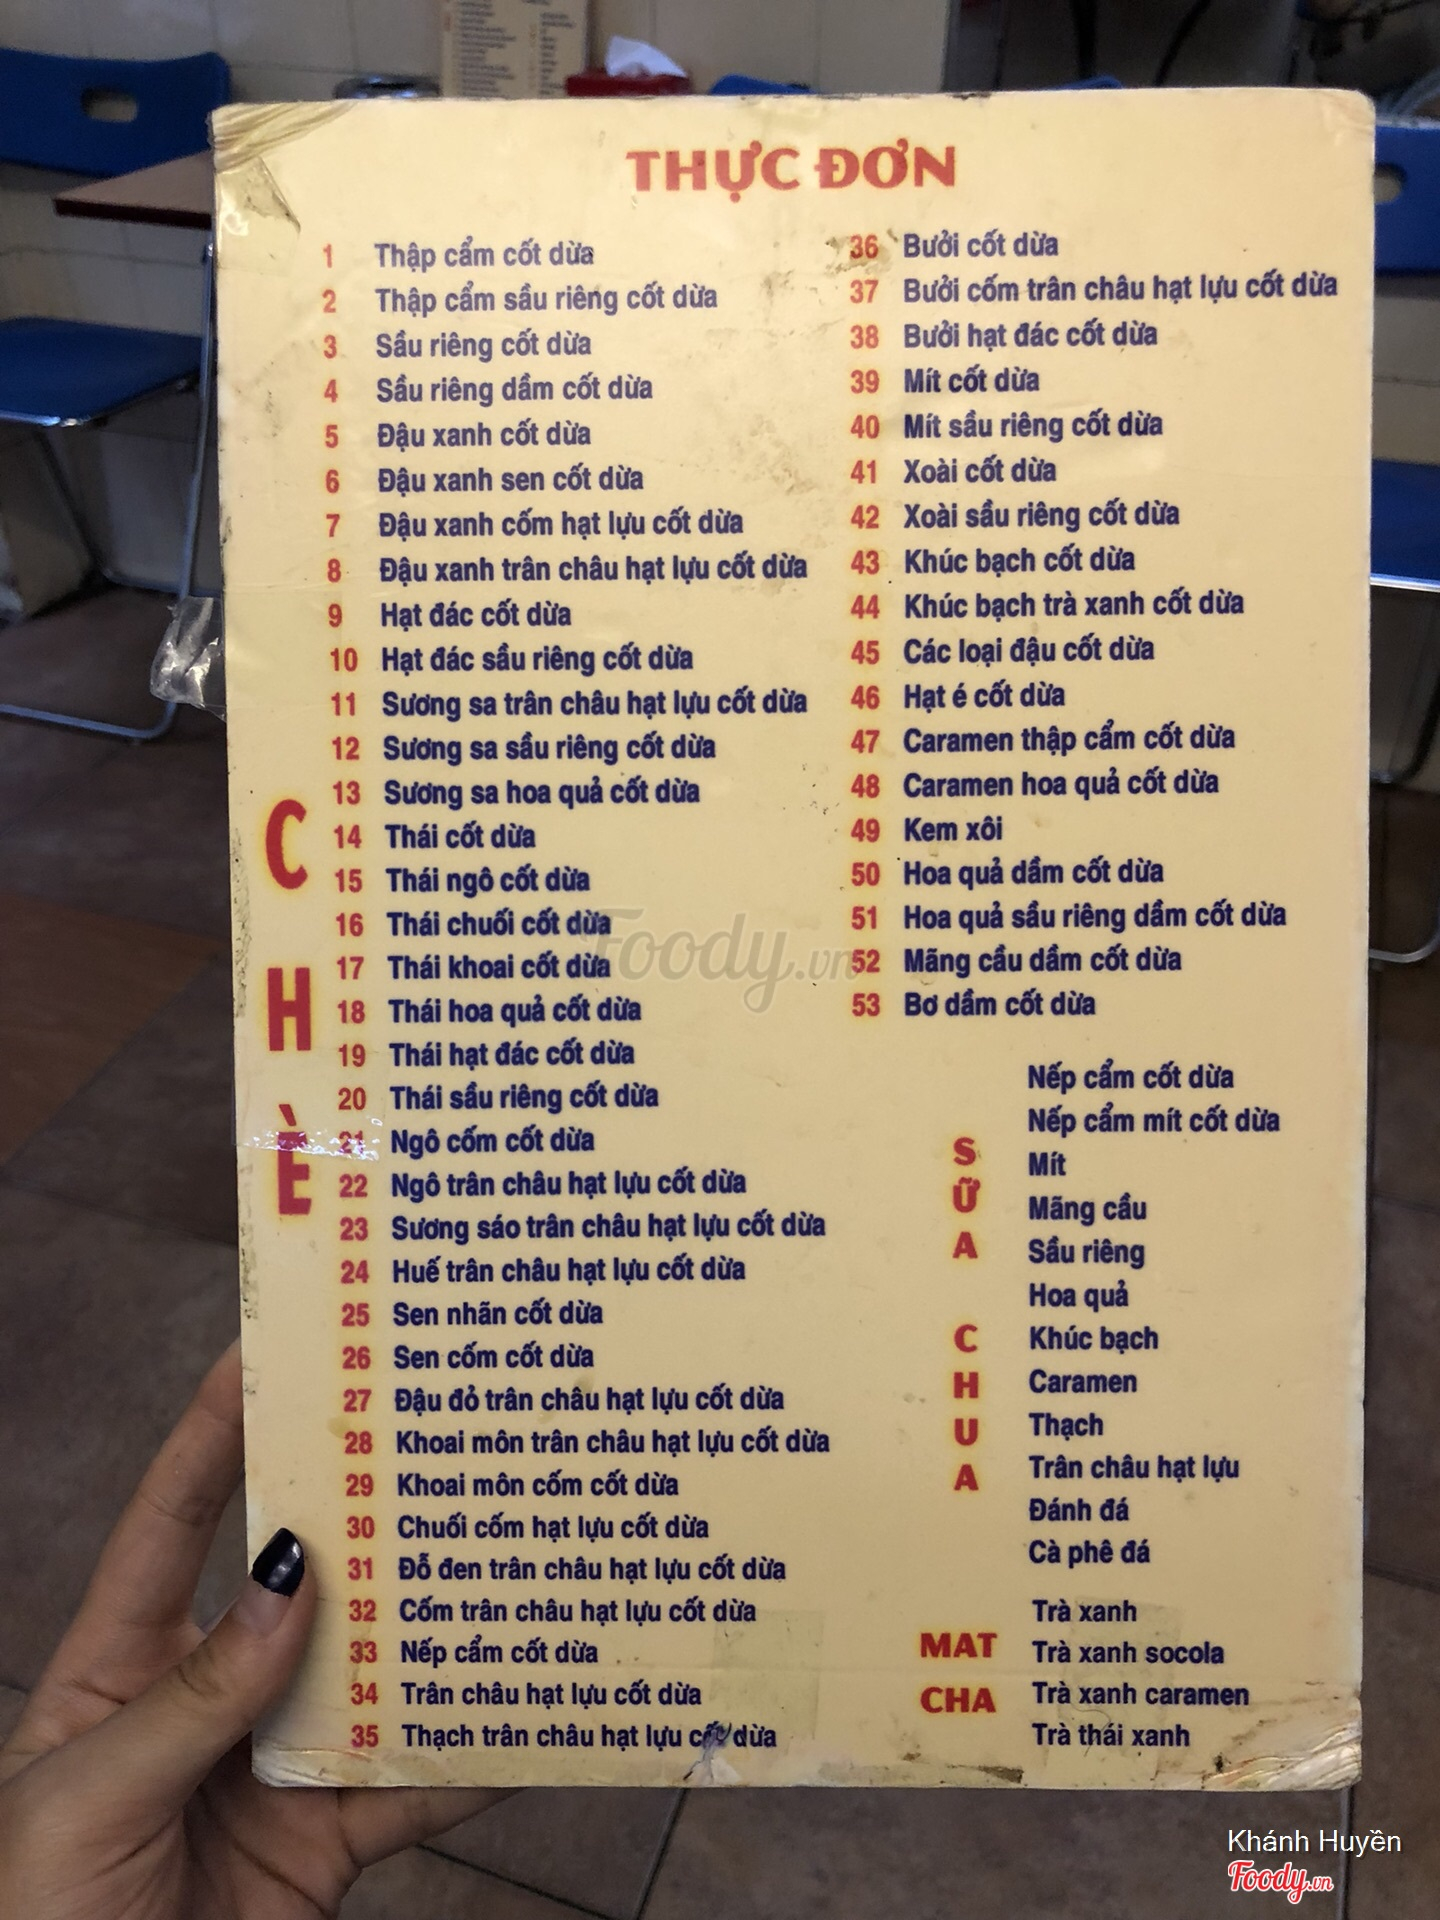 THỰC ĐƠN
CHÈ
1 Thập cẩm cốt dừa
2 Thập cẩm sầu riêng cốt dừa
3 Sầu riêng cốt dừa
4 Sầu riêng dầm cốt dừa
5 Đậu xanh cốt dừa
6 Đậu xanh sen cốt dừa
7 Đậu xanh cốm hạt lựu cốt dừa
8 Đậu xanh trân châu hạt lựu cốt dừa
9 Hạt đác cốt dừa
10 Hạt đác sầu riêng cốt dừa
11 Sương sa trân châu hạt lựu cốt dừa
12 Sương sa sầu riêng cốt dừa
13 Sương sa hoa quả cốt dừa
14 Thái cốt dừa
15 Thái ngô cốt dừa
16 Thái chuối cốt dừa
17 Thái khoai cốt dừa
18 Thái hoa quả cốt dừa
19 Thái hạt đác cốt dừa
20 Thái sầu riêng cốt dừa
21 Ngô cốm cốt dừa
22 Ngô trân châu hạt lựu cốt dừa
23 Sương sáo trân châu hạt lựu cốt dừa
24 Huế trân châu hạt lựu cốt dừa
25 Sen nhãn cốt dừa
26 Sen cốm cốt dừa
27 Đậu đỏ trân châu hạt lựu cốt dừa
28 Khoai môn trân châu hạt lựu cốt dừa
29 Khoai môn cốm cốt dừa
30 Chuối cốm hạt lựu cốt dừa
31 Đỗ đen trân châu hạt lựu cốt dừa
32 Cốm trân châu hạt lựu cốt dừa
33 Nếp cẩm cốt dừa
34 Trân châu hạt lựu cốt dừa
35 Thạch trân châu hạt lựu cốt dừa
36 Bưởi cốt dừa
37 Bưởi cốm trân châu hạt lựu cốt dừa
38 Bưởi hạt đác cốt dừa
39 Mít cốt dừa
40 Mít sầu riêng cốt dừa
41 Xoài cốt dừa
42 Xoài sầu riêng cốt dừa
43 Khúc bạch cốt dừa
44 Khúc bạch trà xanh cốt dừa
45 Các loại đậu cốt dừa
46 Hạt é cốt dừa
47 Caramen thập cẩm cốt dừa
48 Caramen hoa quả cốt dừa
49 Kem xôi
50 Hoa quả dầm cốt dừa
51 Hoa quả sầu riêng dầm cốt dừa
52 Mãng cầu dầm cốt dừa
53 Bơ dầm cốt dừa
SỮA CHUA
Nếp cẩm cốt dừa
Nếp cẩm mít cốt dừa
Mít
Mãng cầu
Sầu riêng
Hoa quả
Khúc bạch
Caramen
Thạch
Trân châu hạt lựu
Đánh đá
Cà phê đá
MAT CHA
Trà xanh
Trà xanh socola
Trà xanh caramen
Trà thái xanh
Foody.vn
Khánh Huyền
Foody.vn